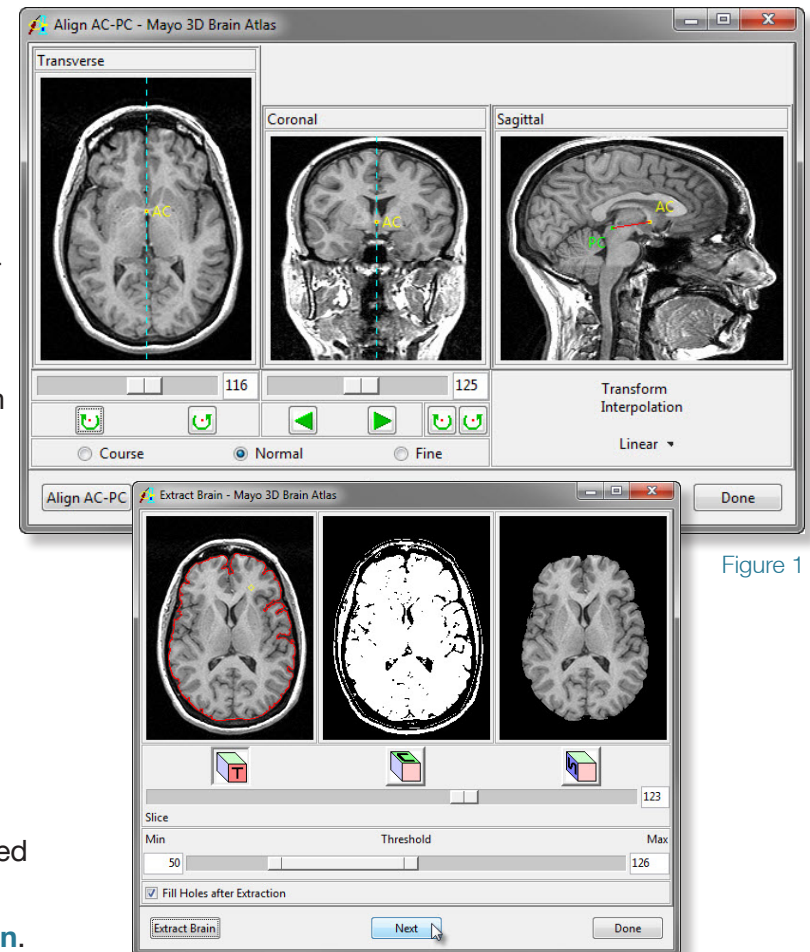 Align AC-PC - Mayo 3D Brain Atlas
Transverse
Coronal
Sagittal
AC
AC
AC
PC
116
125
Transform
Interpolation
Course
Normal
Fine
Linear
Align AC-PC
Done
Extract Brain - Mayo 3D Brain Atlas
Figure 1
T
S
123
Slice
Min
Threshold
Max
50
126
Fill Holes after Extraction
ed
Extract Brain
Next
Done
n.